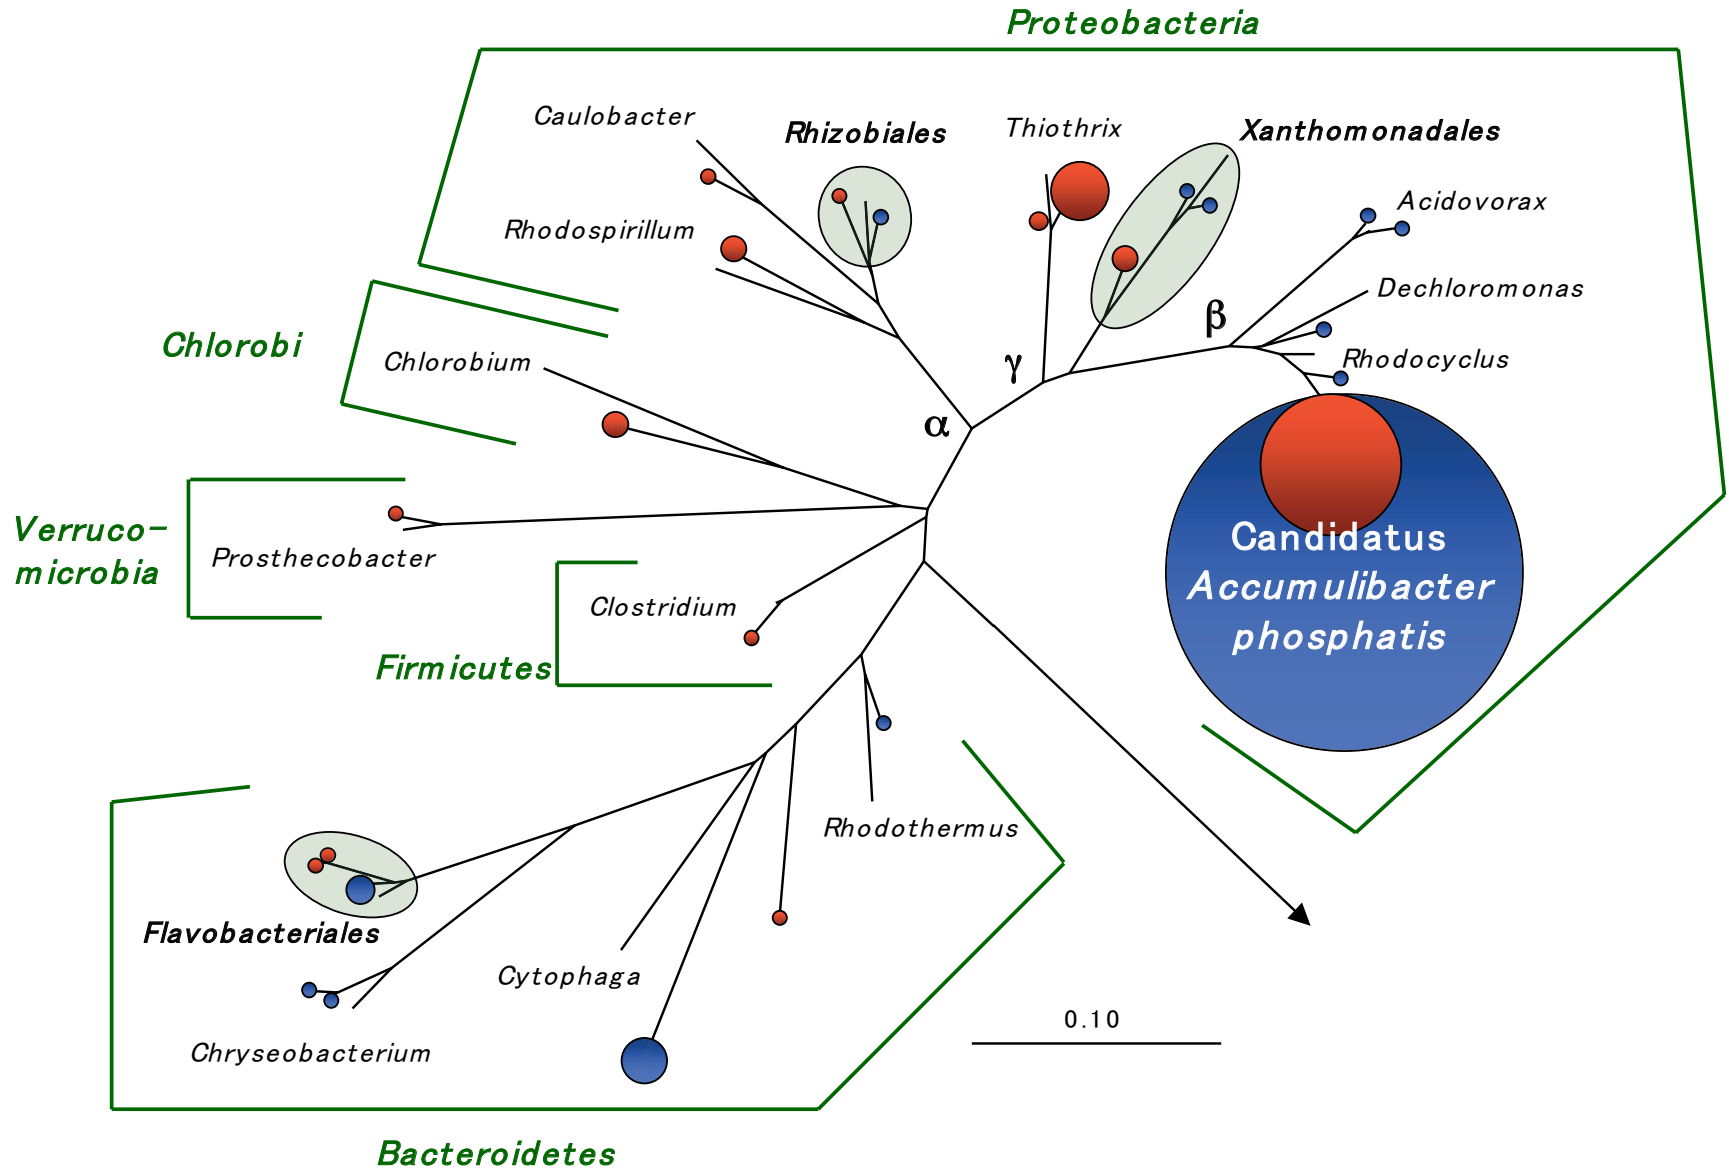 Proteobacteria
Caulobacter
Rhizobiales
Thiothrix
Xanthomonadales
Acidovorax
Rhodospirillum
Dechloromonas
β
Chlorobi
Chlorobium
γ
Rhodocyclus
α
Verruco-
microbia
Prosthecobacter
Candidatus
Accumulibacter
phosphatis
Clostridium
Firmicutes
Rhodothermus
Flavobacteriales
Cytophaga
0.10
Chryseobacterium
Bacteroidetes